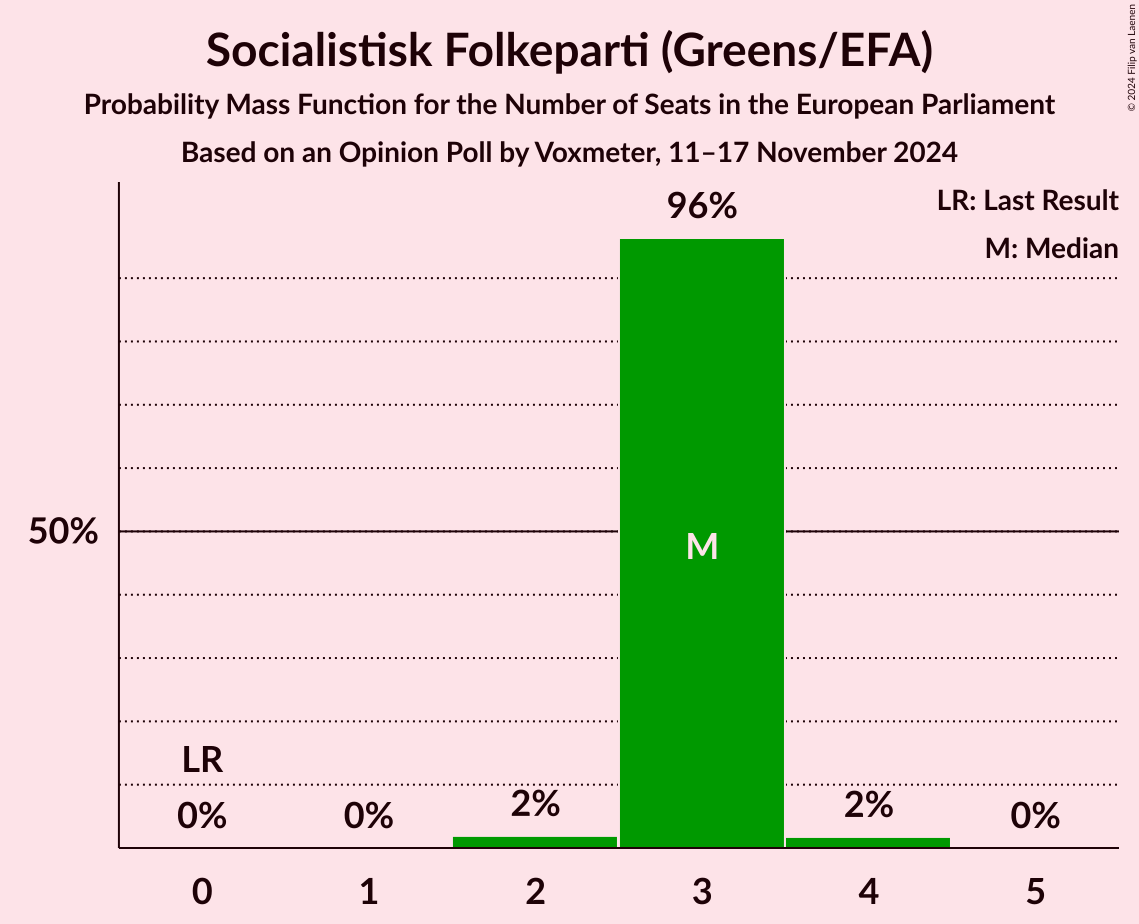 Socialistisk Folkeparti (Greens/EFA)
Probability Mass Function for the Number of Seats in the European Parliament
Based on an Opinion Poll by Voxmeter, 11–17 November 2024
© 2024 Filip van Laenen
LR: Last Result
M: Median
96%
50%
M
LR
0%
0%
2%
2%
0%
0
1
2
3
4
5